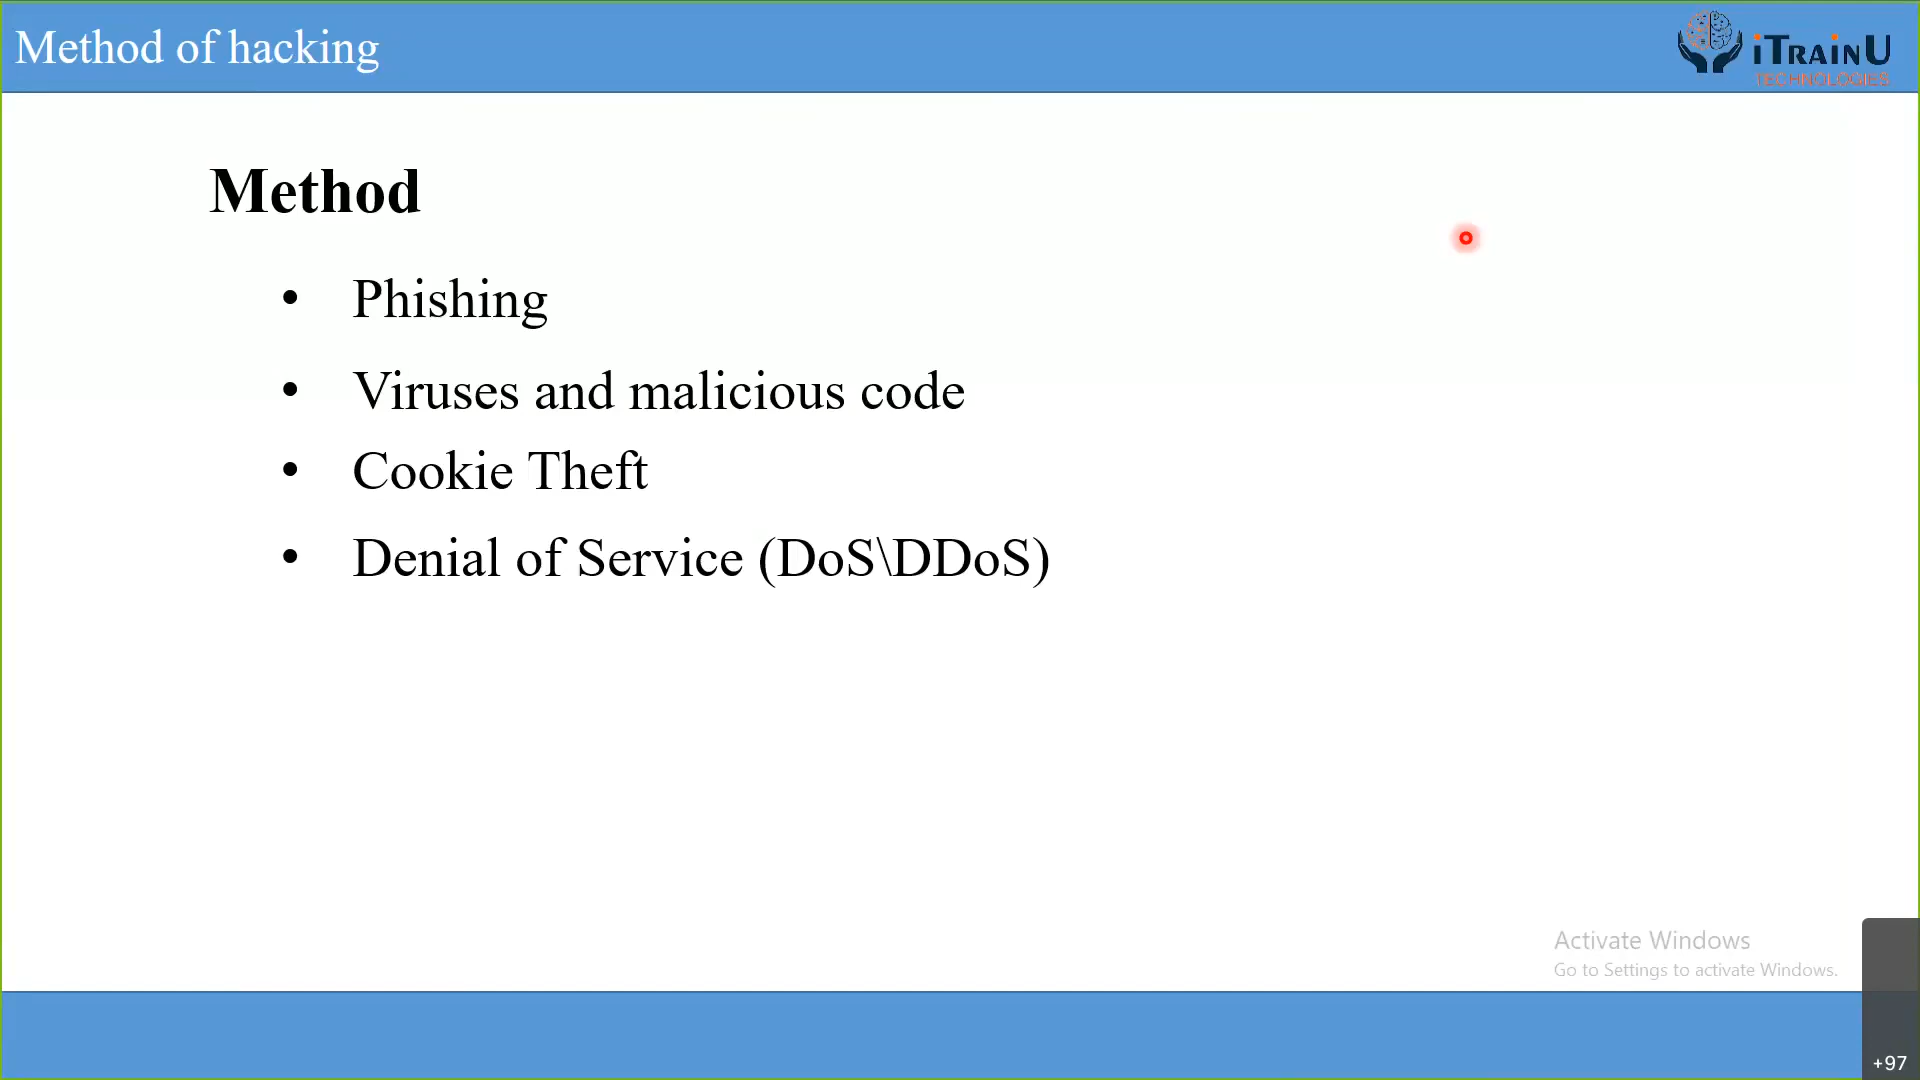 Method of hacking
iTRAINU
TECHNOLOGIES
Method
• Phishing
• Viruses and malicious code
• Cookie Theft
• Denial of Service (DoS\DDoS)
Activate Windows
Go to Settings to activate Windows.
+97